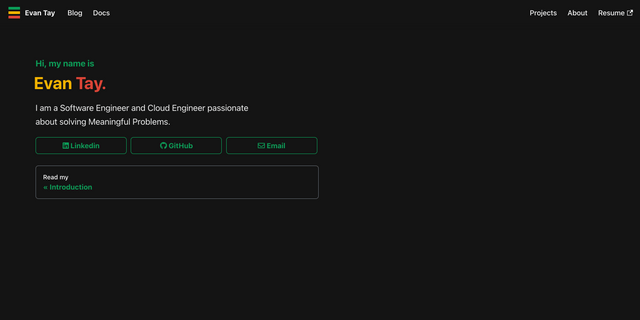 Evan Tay Blog Docs Projects About Resume
Hi, my name is
Evan Tay.
I am a Software Engineer and Cloud Engineer passionate
about solving Meaningful Problems.
Linkedin GitHub Email
Read my
« Introduction